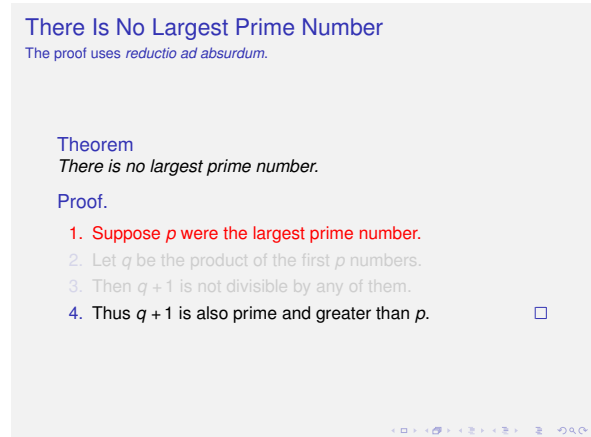 There Is No Largest Prime Number
The proof uses reductio ad absurdum.
Theorem
There is no largest prime number.
Proof.
1. Suppose p were the largest prime number.
2. Let q be the product of the first p numbers.
3. Then q + 1 is not divisible by any of them.
4. Thus q + 1 is also prime and greater than p. □